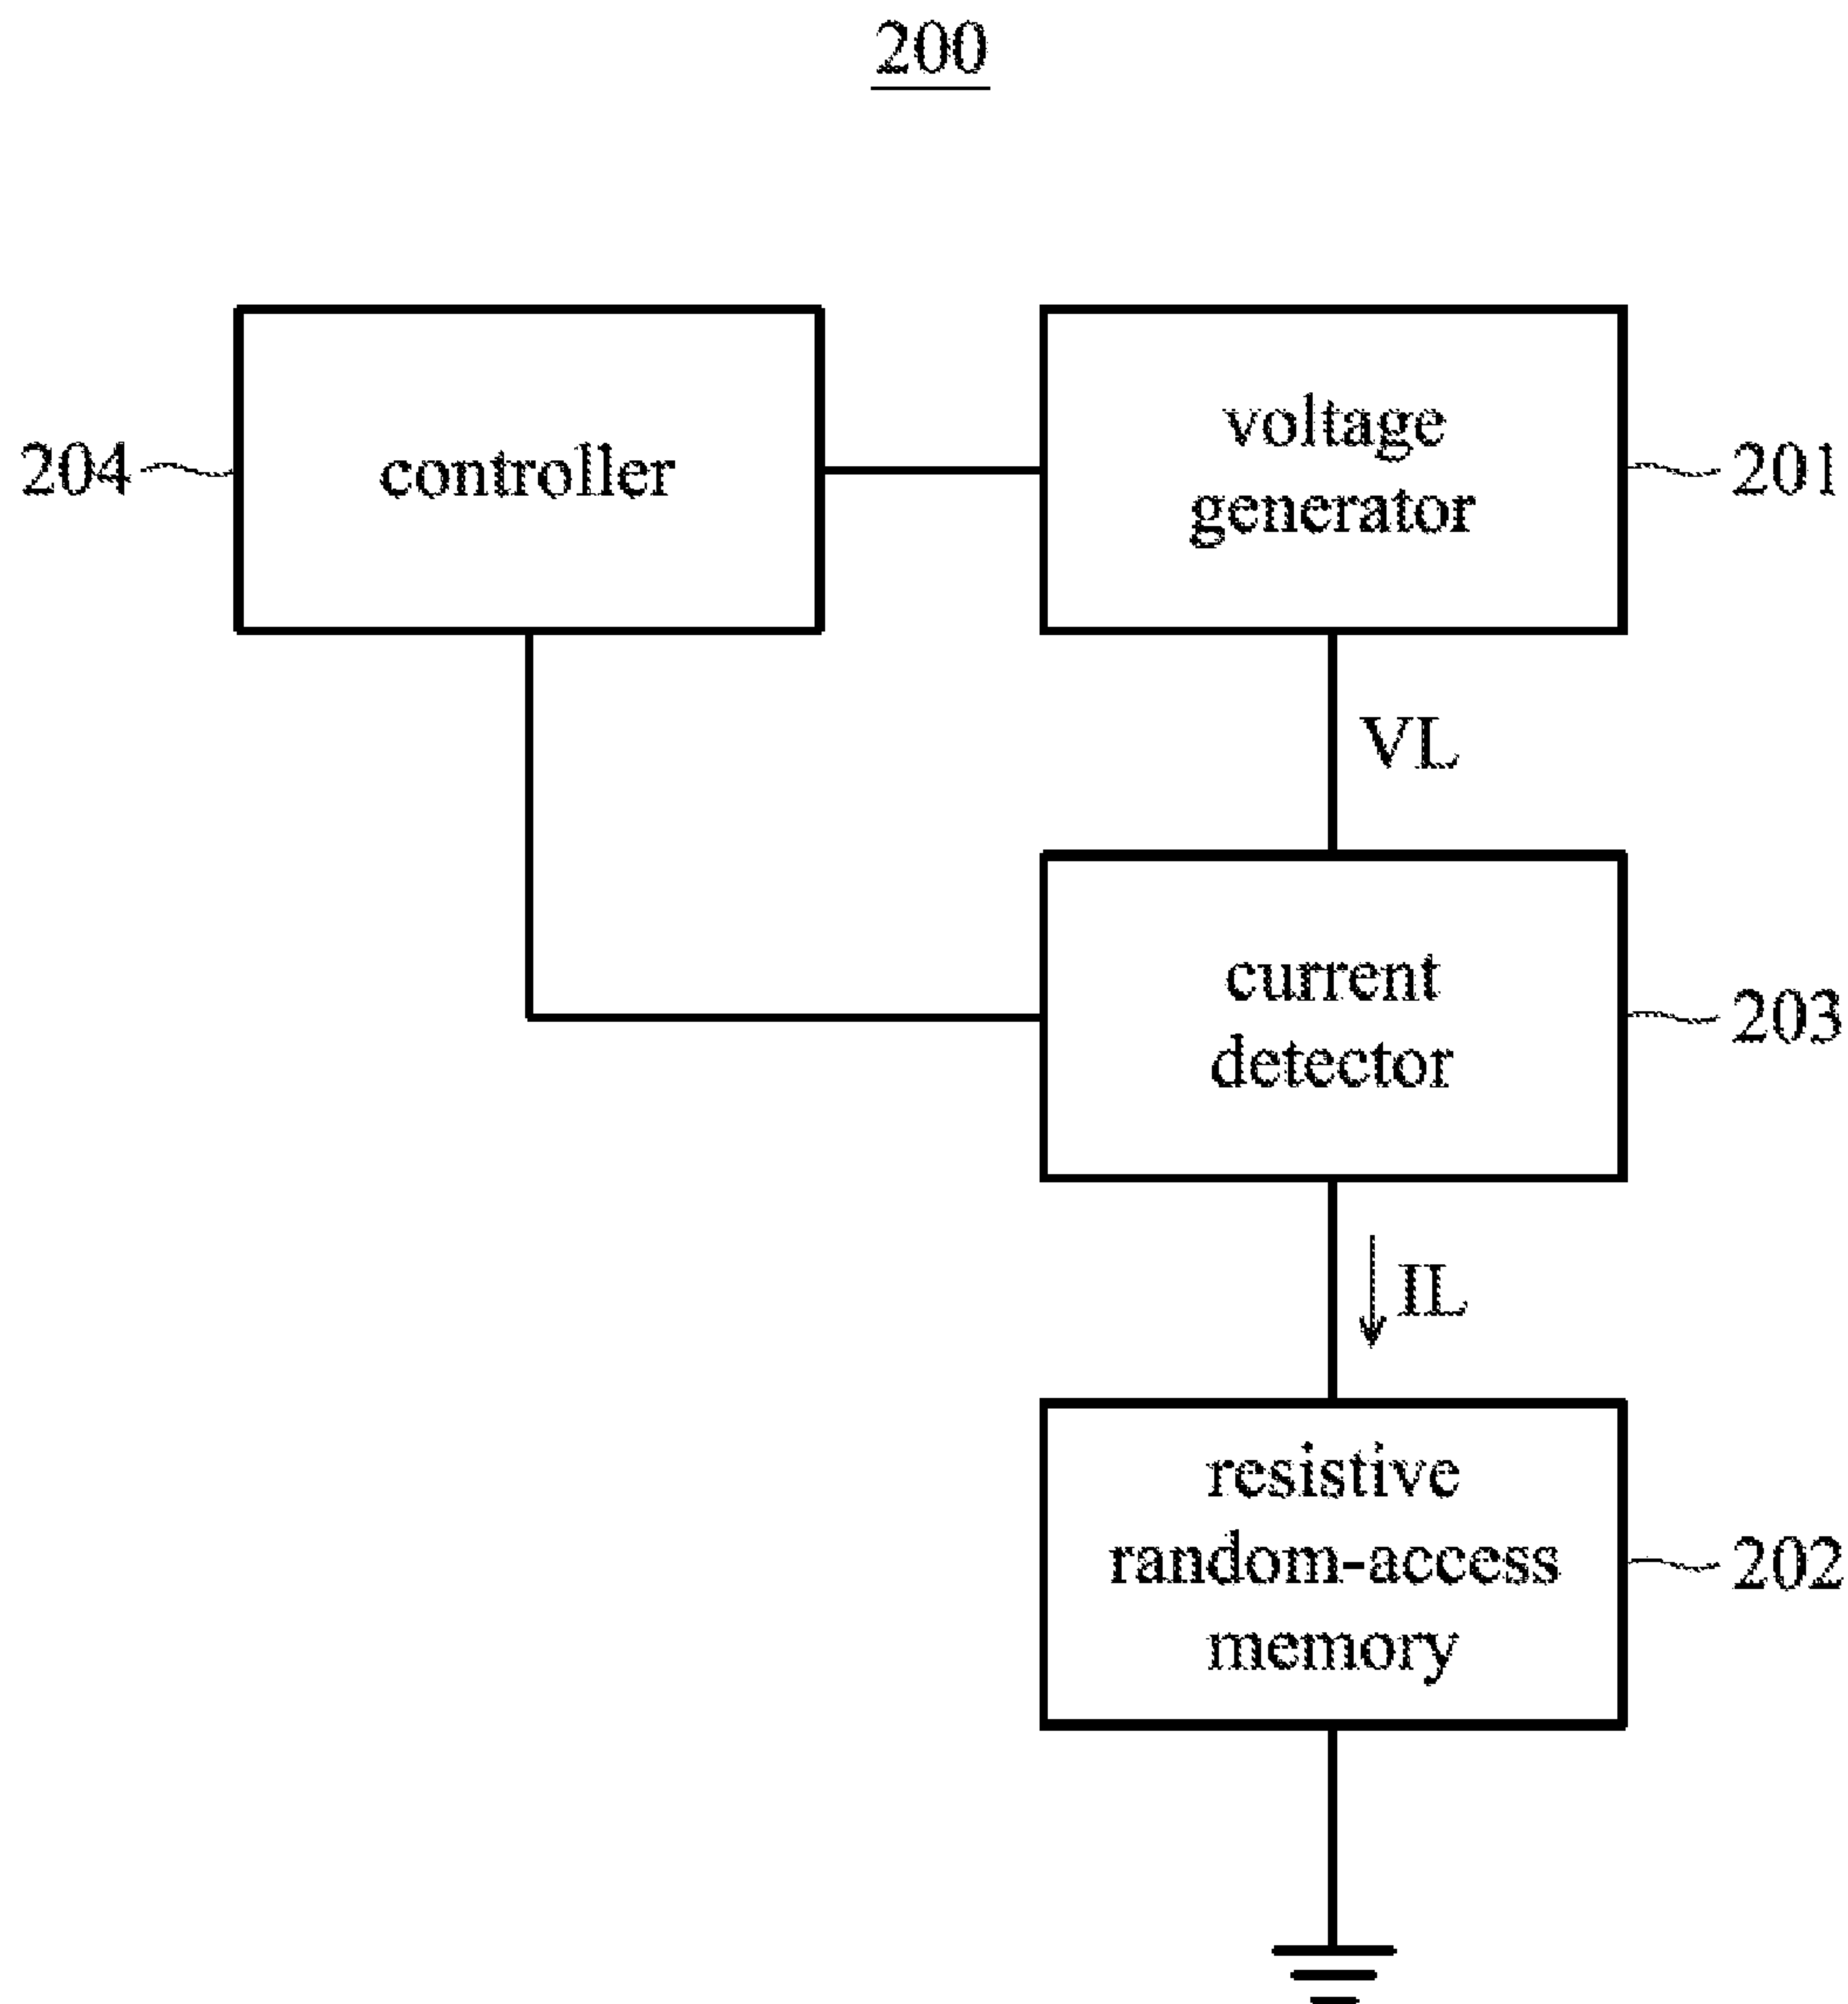 200
204
controller
voltage
generator
201
VL
current
detector
203
IL
resistive
random-access
memory
202